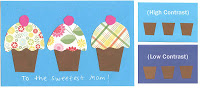 To the Sweetest Mom!
(High Contrast)
(Low Contrast)